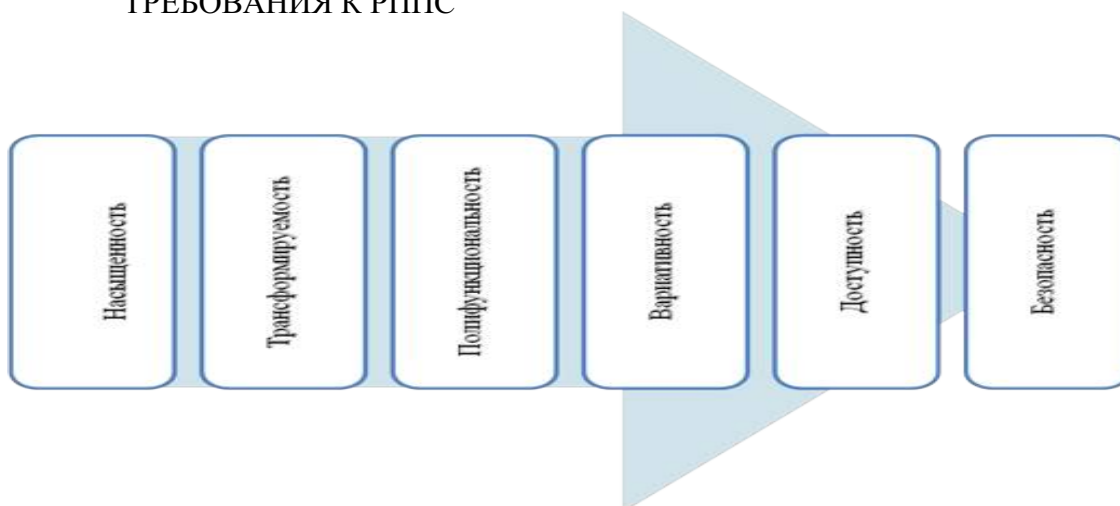 ТРЕБОВАНИЯ К РППС
Насыщенность
Трансформируемость
Полифункциональность
Вариативность
Доступность
Безопасность